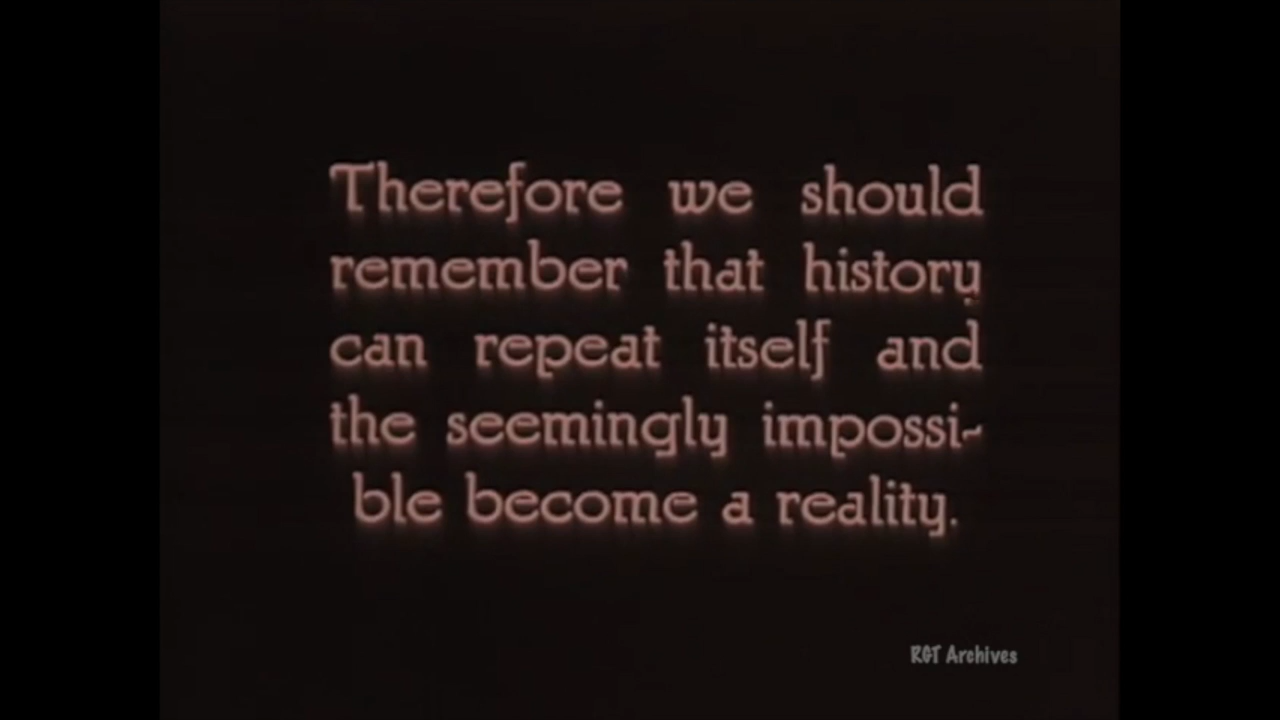 Therefore we should
remember that history
can repeat itself and
the seemingly impossi-
ble become a reality.
RGT Archives